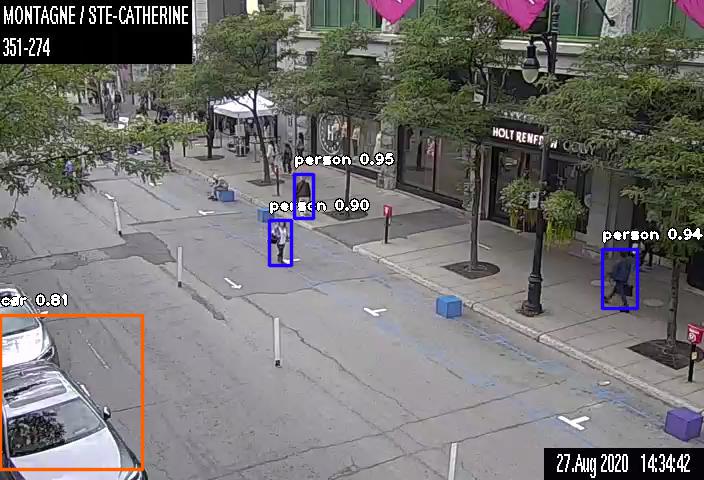 MONTAGNE / STE-CATHERINE
351-274
person 0.95
person 0.90
HOLT RENFREW
person 0.94
car 0.81
27.Aug 2020 14:34:42